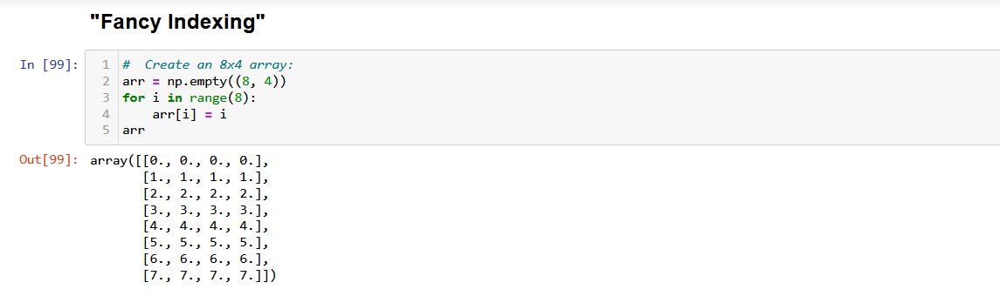 "Fancy Indexing"
In [99]:
1 #  Create an 8x4 array:
2 arr = np.empty((8, 4))
3 for i in range(8):
4     arr[i] = i
5 arr
Out[99]: array([[0., 0., 0., 0.],
       [1., 1., 1., 1.],
       [2., 2., 2., 2.],
       [3., 3., 3., 3.],
       [4., 4., 4., 4.],
       [5., 5., 5., 5.],
       [6., 6., 6., 6.],
       [7., 7., 7., 7.]])